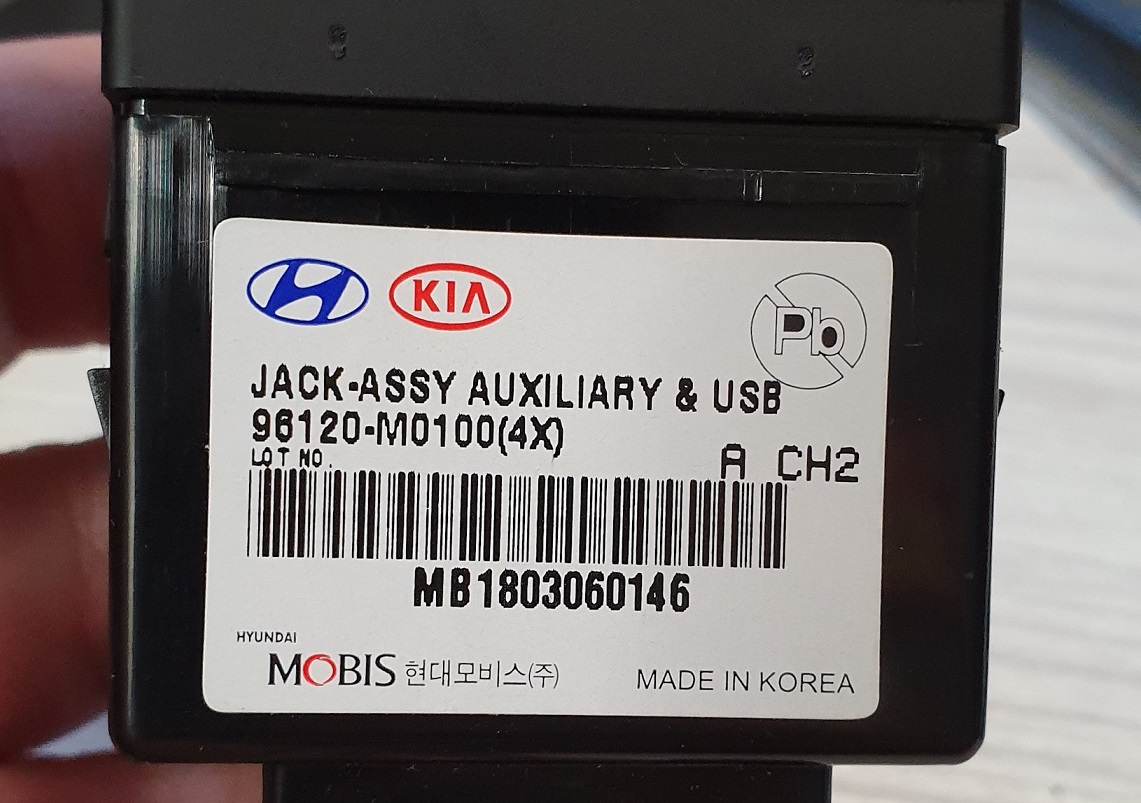 KIA
Pb
JACK-ASSY AUXILIARY & USB
96120-M0100(4X)
LOT NO.
A CH2
MB1803060146
HYUNDAI
MOBIS 현대모비스(주)
MADE IN KOREA